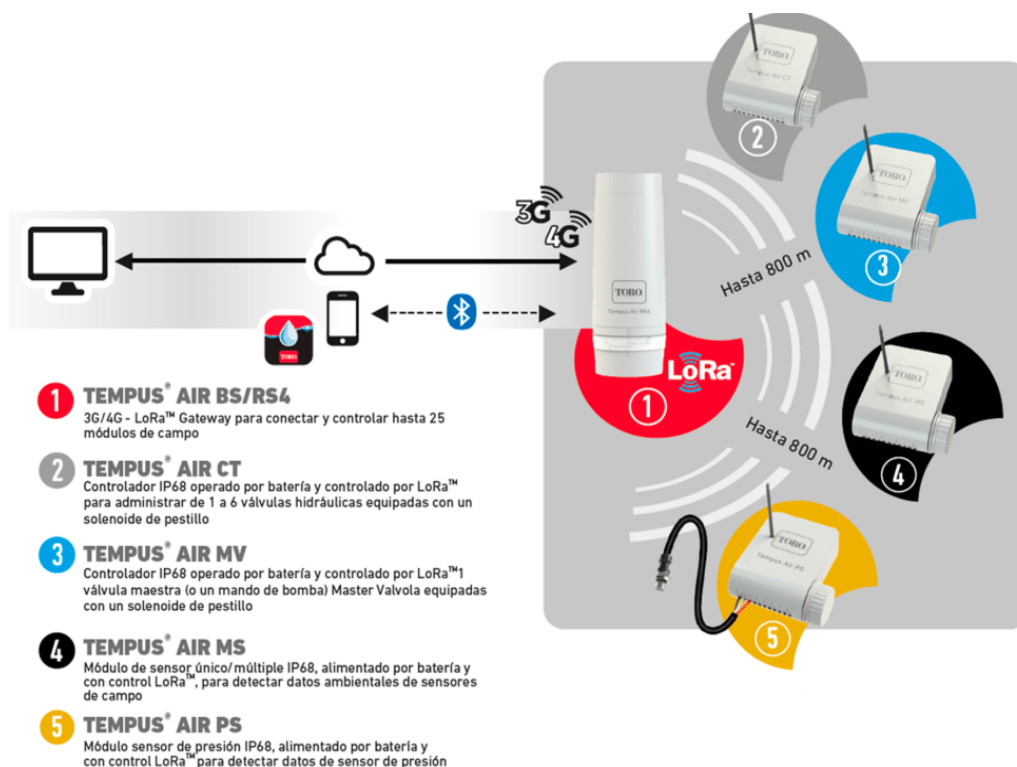 TORO
Tempus Air CT
2
TORO
Tempus Air MV
3
3G
4G
Hasta 800 m
TORO
Tempus Air RS4
LoRa™
1
TORO
TORO
Tempus Air MS
4
Hasta 800 m
TORO
Tempus Air PS
5
1 TEMPUS® AIR BS/RS4
3G/4G - LoRa™ Gateway para conectar y controlar hasta 25
módulos de campo
2 TEMPUS® AIR CT
Controlador IP68 operado por batería y controlado por LoRa™
para administrar de 1 a 6 válvulas hidráulicas equipadas con un
solenoide de pestillo
3 TEMPUS® AIR MV
Controlador IP68 operado por batería y controlado por LoRa™1
válvula maestra (o un mando de bomba) Master Valvola equipadas
con un solenoide de pestillo
4 TEMPUS® AIR MS
Módulo de sensor único/múltiple IP68, alimentado por batería y
con control LoRa™, para detectar datos ambientales de sensores
de campo
5 TEMPUS® AIR PS
Módulo sensor de presión IP68, alimentado por batería y
con control LoRa™para detectar datos de sensor de presión